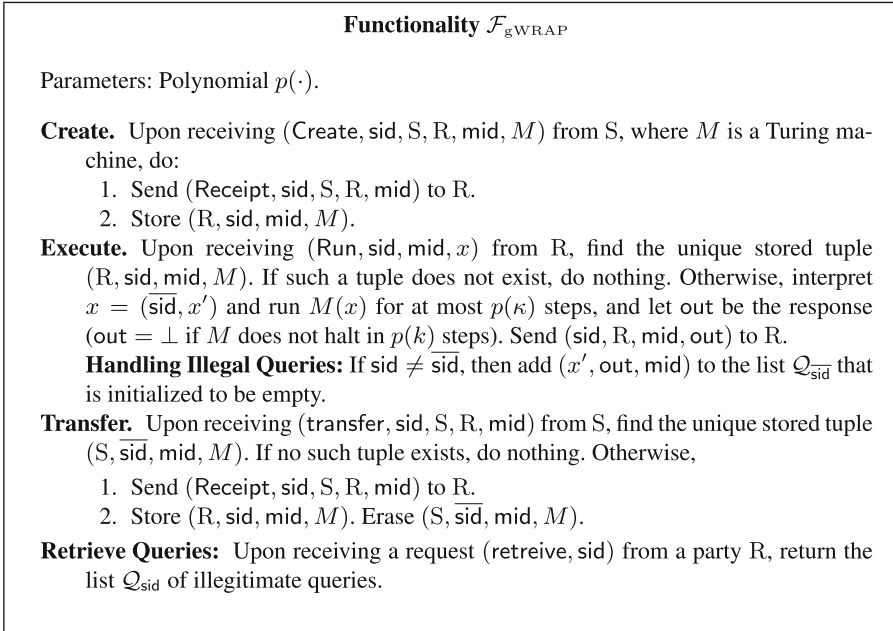 Functionality 𝓕gWRAP
Parameters: Polynomial p(·).
Create. Upon receiving (Create, sid, S, R, mid, M) from S, where M is a Turing ma-
chine, do:
1. Send (Receipt, sid, S, R, mid) to R.
2. Store (R, sid, mid, M).
Execute. Upon receiving (Run, sid, mid, x) from R, find the unique stored tuple
(R, sid, mid, M). If such a tuple does not exist, do nothing. Otherwise, interpret
x = (s̅i̅d̅, x′) and run M(x) for at most p(κ) steps, and let out be the response
(out = ⊥ if M does not halt in p(k) steps). Send (sid, R, mid, out) to R.
Handling Illegal Queries: If sid ≠ s̅i̅d̅, then add (x′, out, mid) to the list 𝒬s̅i̅d̅ that
is initialized to be empty.
Transfer. Upon receiving (transfer, sid, S, R, mid) from S, find the unique stored tuple
(S, s̅i̅d̅, mid, M). If no such tuple exists, do nothing. Otherwise,
1. Send (Receipt, sid, S, R, mid) to R.
2. Store (R, sid, mid, M). Erase (S, s̅i̅d̅, mid, M).
Retrieve Queries: Upon receiving a request (retreive, sid) from a party R, return the
list 𝒬sid of illegitimate queries.